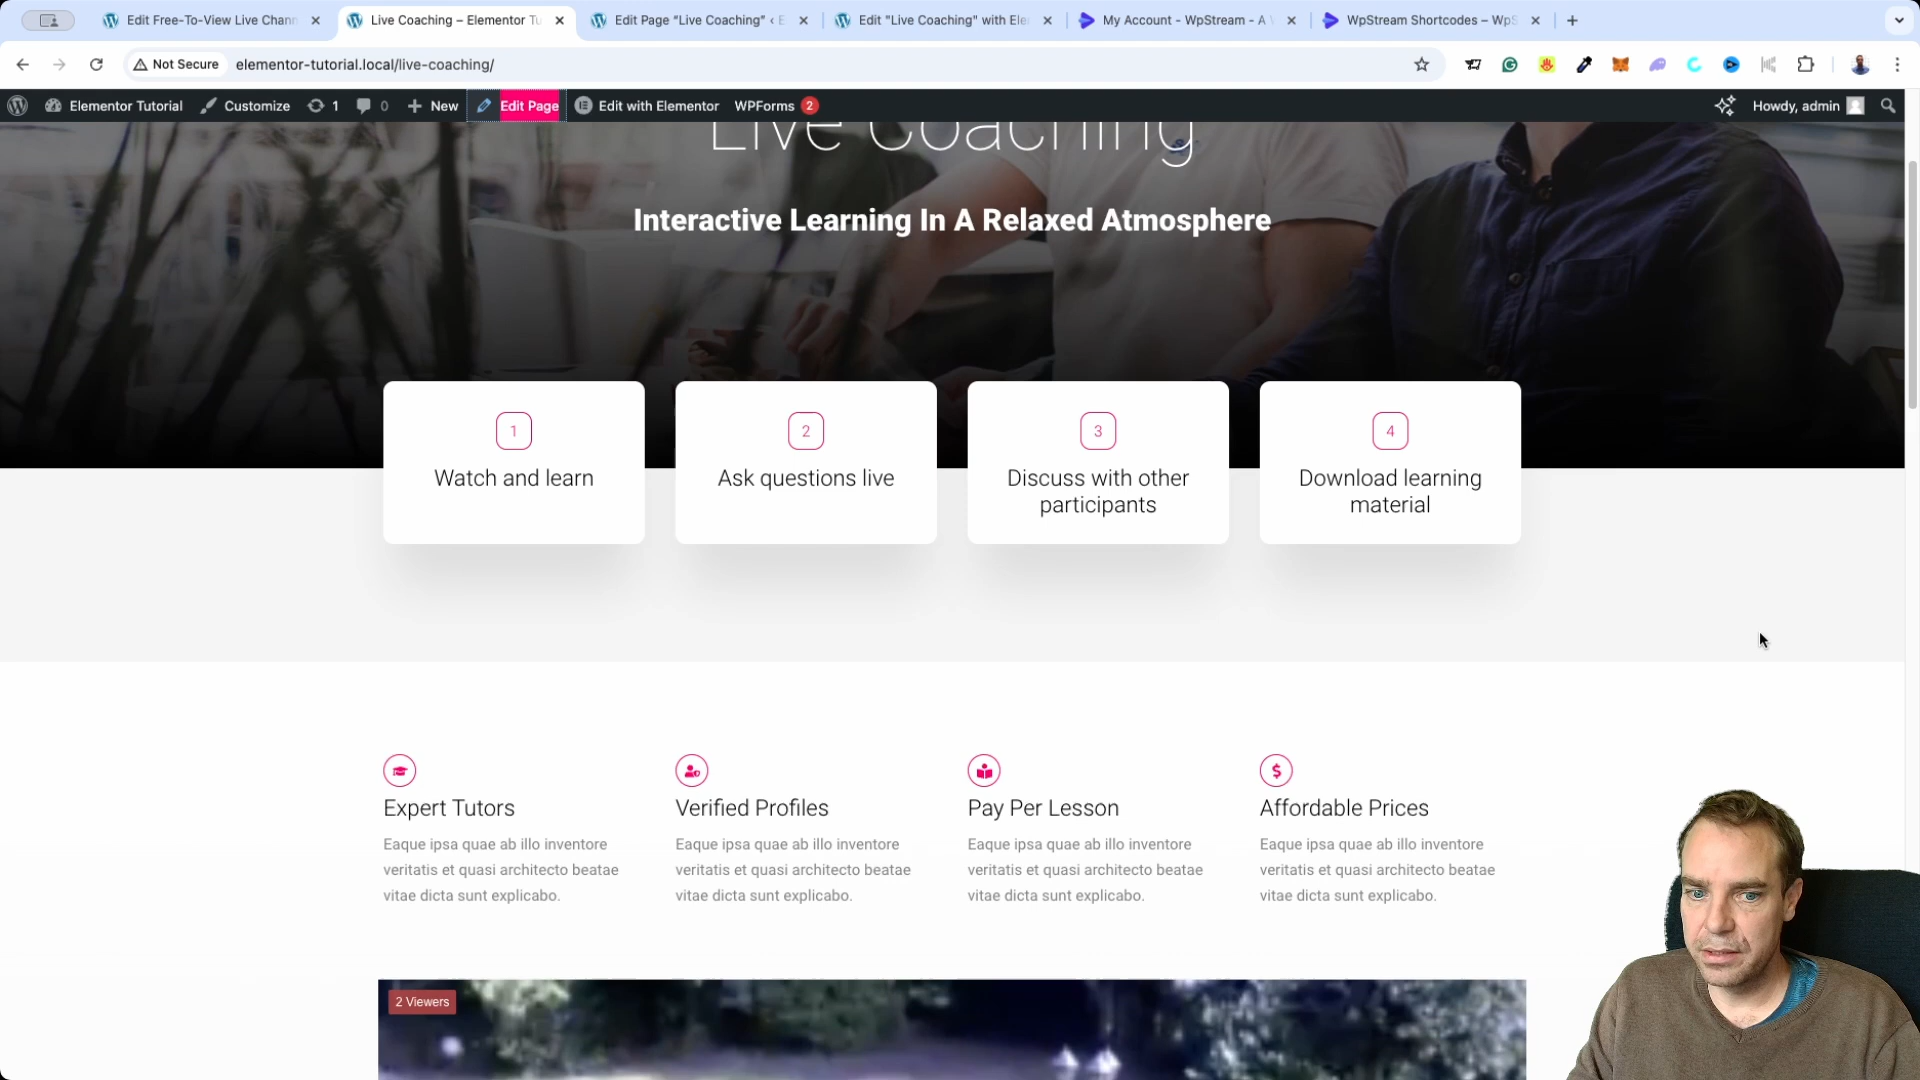 Edit Free-To-View Live Chann
Live Coaching – Elementor Tu
Edit Page “Live Coaching” ‹ E
Edit "Live Coaching" with Ele
My Account - WpStream - A
WpStream Shortcodes – WpS
Not Secure
elementor-tutorial.local/live-coaching/
Elementor Tutorial
Customize
1
0
New
Edit Page
Edit with Elementor
WPForms 2
Howdy, admin
Live Coaching
Interactive Learning In A Relaxed Atmosphere
1
Watch and learn
2
Ask questions live
3
Discuss with other
participants
4
Download learning
material
Expert Tutors
Eaque ipsa quae ab illo inventore
veritatis et quasi architecto beatae
vitae dicta sunt explicabo.
Verified Profiles
Eaque ipsa quae ab illo inventore
veritatis et quasi architecto beatae
vitae dicta sunt explicabo.
Pay Per Lesson
Eaque ipsa quae ab illo inventore
veritatis et quasi architecto beatae
vitae dicta sunt explicabo.
Affordable Prices
Eaque ipsa quae ab illo inventore
veritatis et quasi architecto beatae
vitae dicta sunt explicabo.
2 Viewers